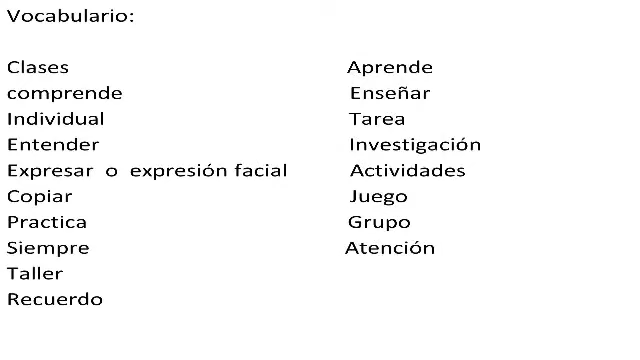 Vocabulario:
Clases
comprende
Individual
Entender
Expresar o expresión facial
Copiar
Practica
Siempre
Taller
Recuerdo
Aprende
Enseñar
Tarea
Investigación
Actividades
Juego
Grupo
Atención